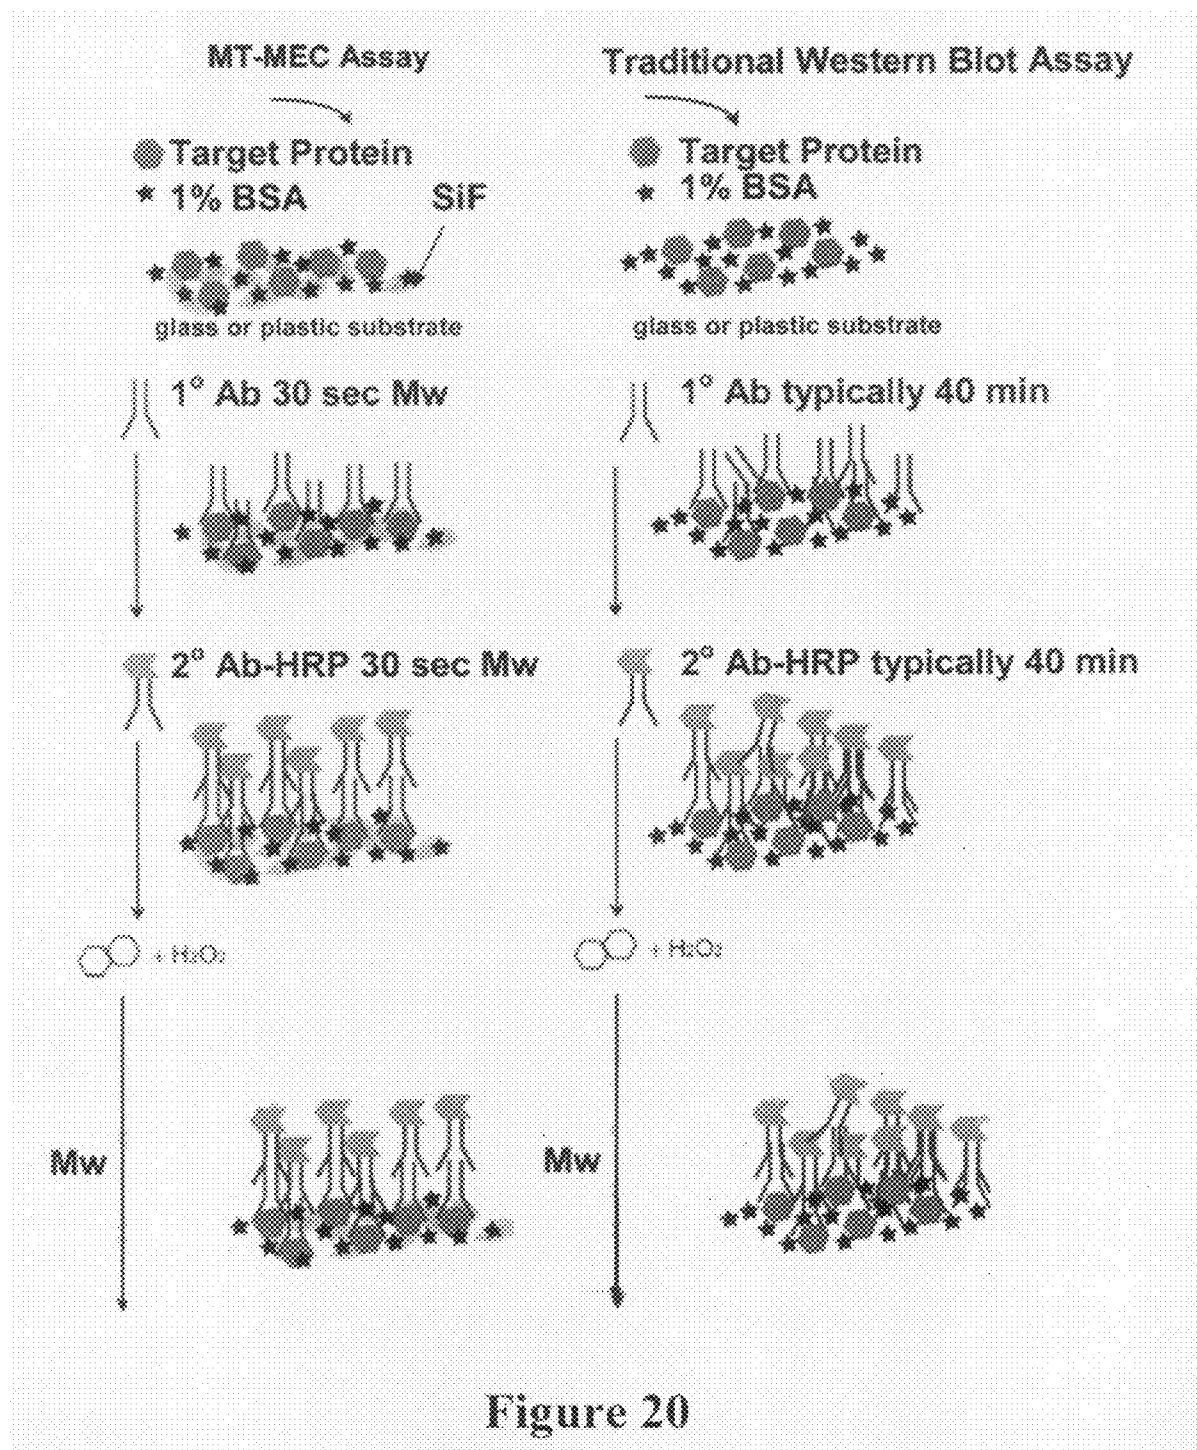 MT-MEC Assay
Target Protein
1% BSA
SiF
glass or plastic substrate
1° Ab 30 sec Mw
2° Ab-HRP 30 sec Mw
+ H₂O₂
Mw
Traditional Western Blot Assay
Target Protein
1% BSA
glass or plastic substrate
1° Ab typically 40 min
2° Ab-HRP typically 40 min
+ H₂O₂
Mw
Figure 20